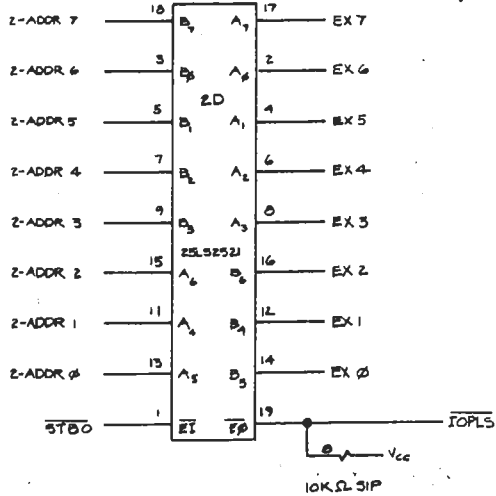 18 17
2-ADDR 7 B7 A7 EX 7
3 2
2-ADDR 6 BØ AØ EX 6
2D
5 4
2-ADDR 5 B1 A1 EX 5
7 6
2-ADDR 4 B2 A2 EX 4
9 8
2-ADDR 3 B3 A3 EX 3
25LS2521
15 16
2-ADDR 2 A6 B6 EX 2
11 12
2-ADDR 1 A4 B4 EX 1
13 14
2-ADDR Ø A5 B5 EX Ø
1 19
STBO EI EØ IOPLS
8 VCC
10KΩ SIP